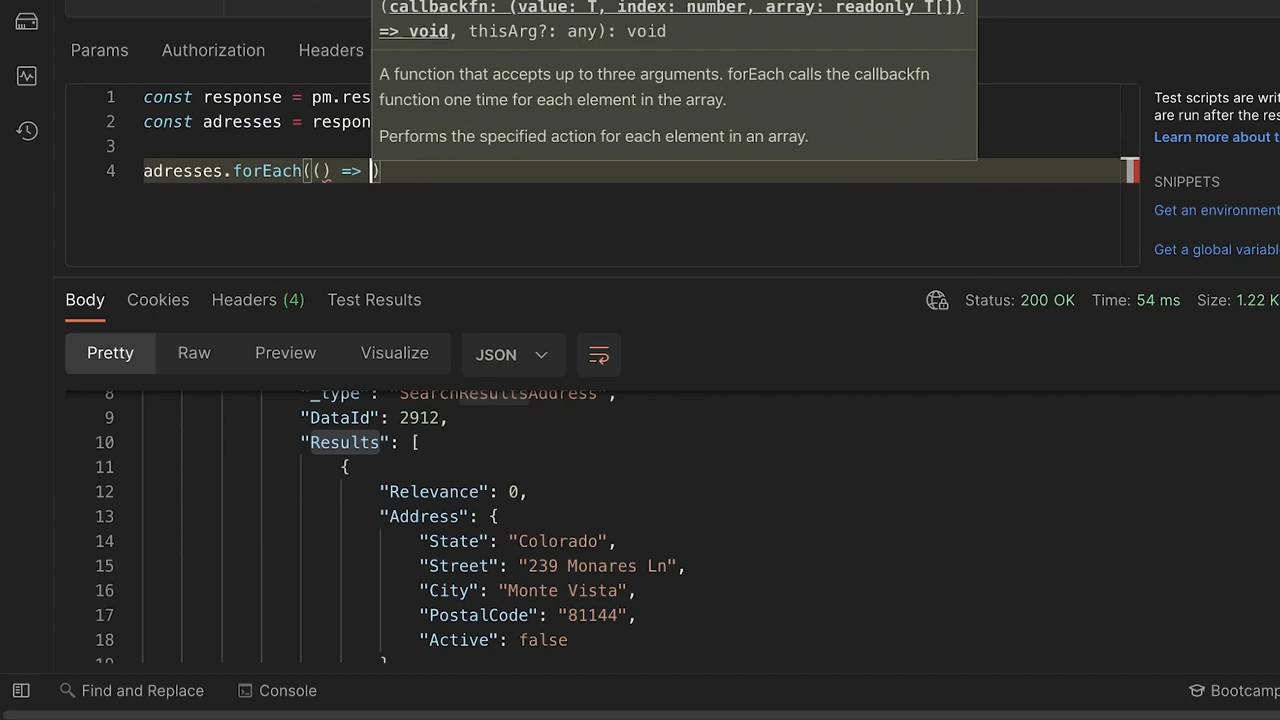 (callbackfn: (value: T, index: number, array: readonly T[])
=> void, thisArg?: any): void
Params Authorization Headers
A function that accepts up to three arguments. forEach calls the callbackfn
function one time for each element in the array.
Performs the specified action for each element in an array.
1 const response = pm.res
2 const adresses = respon
3
4 adresses.forEach(() => )
Test scripts are writ
are run after the res
Learn more about t
SNIPPETS
Get an environment
Get a global variabl
Body Cookies Headers (4) Test Results
Status: 200 OK Time: 54 ms Size: 1.22 K
Pretty Raw Preview Visualize JSON
8 "_type": "SearchResultsAddress",
9 "DataId": 2912,
10 "Results": [
11 {
12 "Relevance": 0,
13 "Address": {
14 "State": "Colorado",
15 "Street": "239 Monares Ln",
16 "City": "Monte Vista",
17 "PostalCode": "81144",
18 "Active": false
19 }
Find and Replace Console
Bootcamp